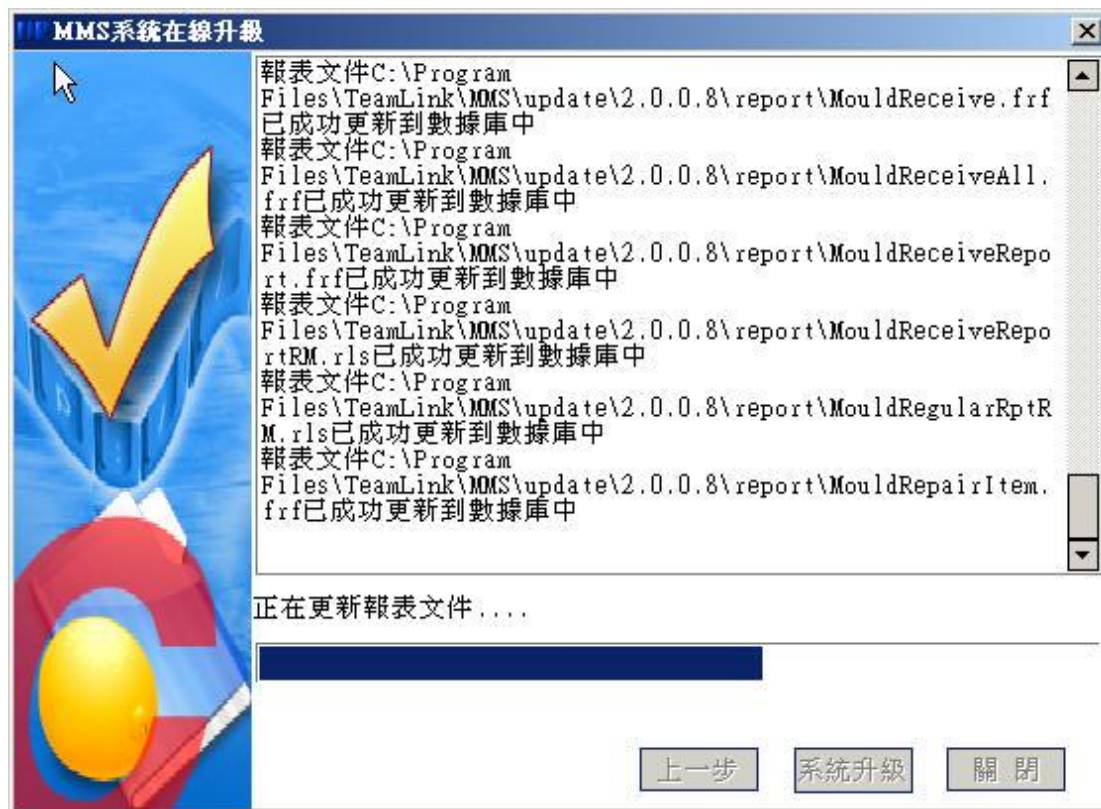 UP MMS系統在線升級
報表文件C:\Program
Files\TeamLink\MMS\update\2.0.0.8\report\MouldReceive.frf
已成功更新到數據庫中
報表文件C:\Program
Files\TeamLink\MMS\update\2.0.0.8\report\MouldReceiveAll.
frf已成功更新到數據庫中
報表文件C:\Program
Files\TeamLink\MMS\update\2.0.0.8\report\MouldReceiveRepo
rt.frf已成功更新到數據庫中
報表文件C:\Program
Files\TeamLink\MMS\update\2.0.0.8\report\MouldReceiveRepo
rtRM.rls已成功更新到數據庫中
報表文件C:\Program
Files\TeamLink\MMS\update\2.0.0.8\report\MouldRegularRptR
M.rls已成功更新到數據庫中
報表文件C:\Program
Files\TeamLink\MMS\update\2.0.0.8\report\MouldRepairItem.
frf已成功更新到數據庫中
正在更新報表文件....
上一步 系統升級 關 閉